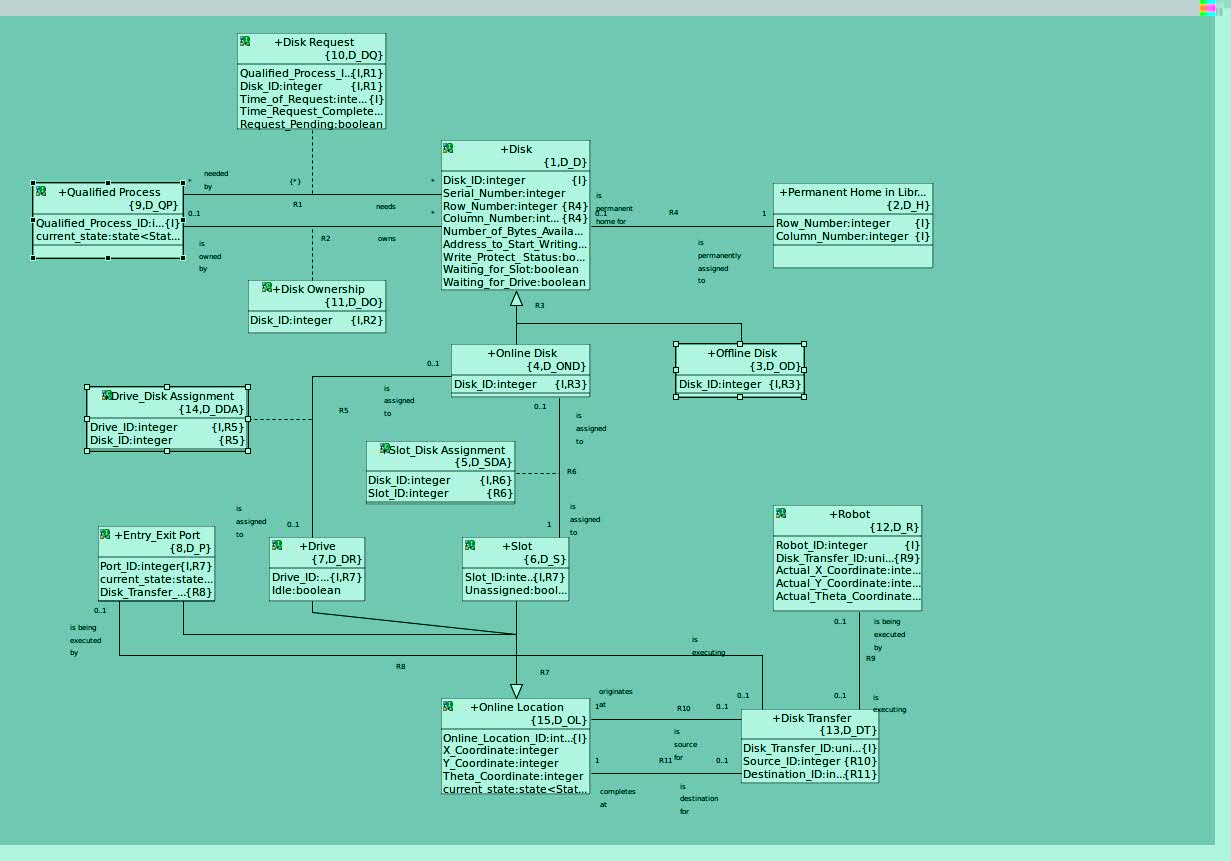 +Disk Request
{10,D_DQ}
Qualified_Process_I...{I,R1}
Disk_ID:integer {I,R1}
Time_of_Request:inte...{I}
Time_Request_Complete...
Request_Pending:boolean
+Disk
{1,D_D}
Disk_ID:integer {I}
Serial_Number:integer
Row_Number:integer {R4}
Column_Number:int... {R4}
Number_of_Bytes_Availa...
Address_to_Start_Writing...
Write_Protect_Status:bo...
Waiting_for_Slot:boolean
Waiting_for_Drive:boolean
+Qualified Process
{9,D_QP}
Qualified_Process_ID:i...{I}
current_state:state<Stat...
* needed
by
{*}
*
R1
needs
0..1
*
R2
owns
is
owned
by
+Permanent Home in Libr...
{2,D_H}
Row_Number:integer {I}
Column_Number:integer {I}
is
permanent
home for
0..1
R4
1
is
permanently
assigned
to
+Disk Ownership
{11,D_DO}
Disk_ID:integer {I,R2}
R3
+Online Disk
{4,D_OND}
Disk_ID:integer {I,R3}
+Offline Disk
{3,D_OD}
Disk_ID:integer {I,R3}
0..1
is
assigned
to
R5
+Drive_Disk Assignment
{14,D_DDA}
Drive_ID:integer {I,R5}
Disk_ID:integer {R5}
0..1
is
assigned
to
+Slot_Disk Assignment
{5,D_SDA}
Disk_ID:integer {I,R6}
Slot_ID:integer {R6}
R6
is
assigned
to
0..1
is
assigned
to
1
+Entry_Exit Port
{8,D_P}
Port_ID:integer{I,R7}
current_state:state...
Disk_Transfer_...{R8}
+Drive
{7,D_DR}
Drive_ID:...{I,R7}
Idle:boolean
+Slot
{6,D_S}
Slot_ID:inte..{I,R7}
Unassigned:bool...
+Robot
{12,D_R}
Robot_ID:integer {I}
Disk_Transfer_ID:uni...{R9}
Actual_X_Coordinate:inte...
Actual_Y_Coordinate:inte...
Actual_Theta_Coordinate...
0..1
is being
executed
by
R8
is
executing
0..1
R7
0..1
is being
executed
by
R9
0..1
is
executing
+Online Location
{15,D_OL}
Online_Location_ID:int...{I}
X_Coordinate:integer
Y_Coordinate:integer
Theta_Coordinate:integer
current_state:state<Stat...
originates
1at
R10
0..1
is
source
for
1
R11
0..1
completes
at
is
destination
for
+Disk Transfer
{13,D_DT}
Disk_Transfer_ID:uni...{I}
Source_ID:integer {R10}
Destination_ID:in...{R11}